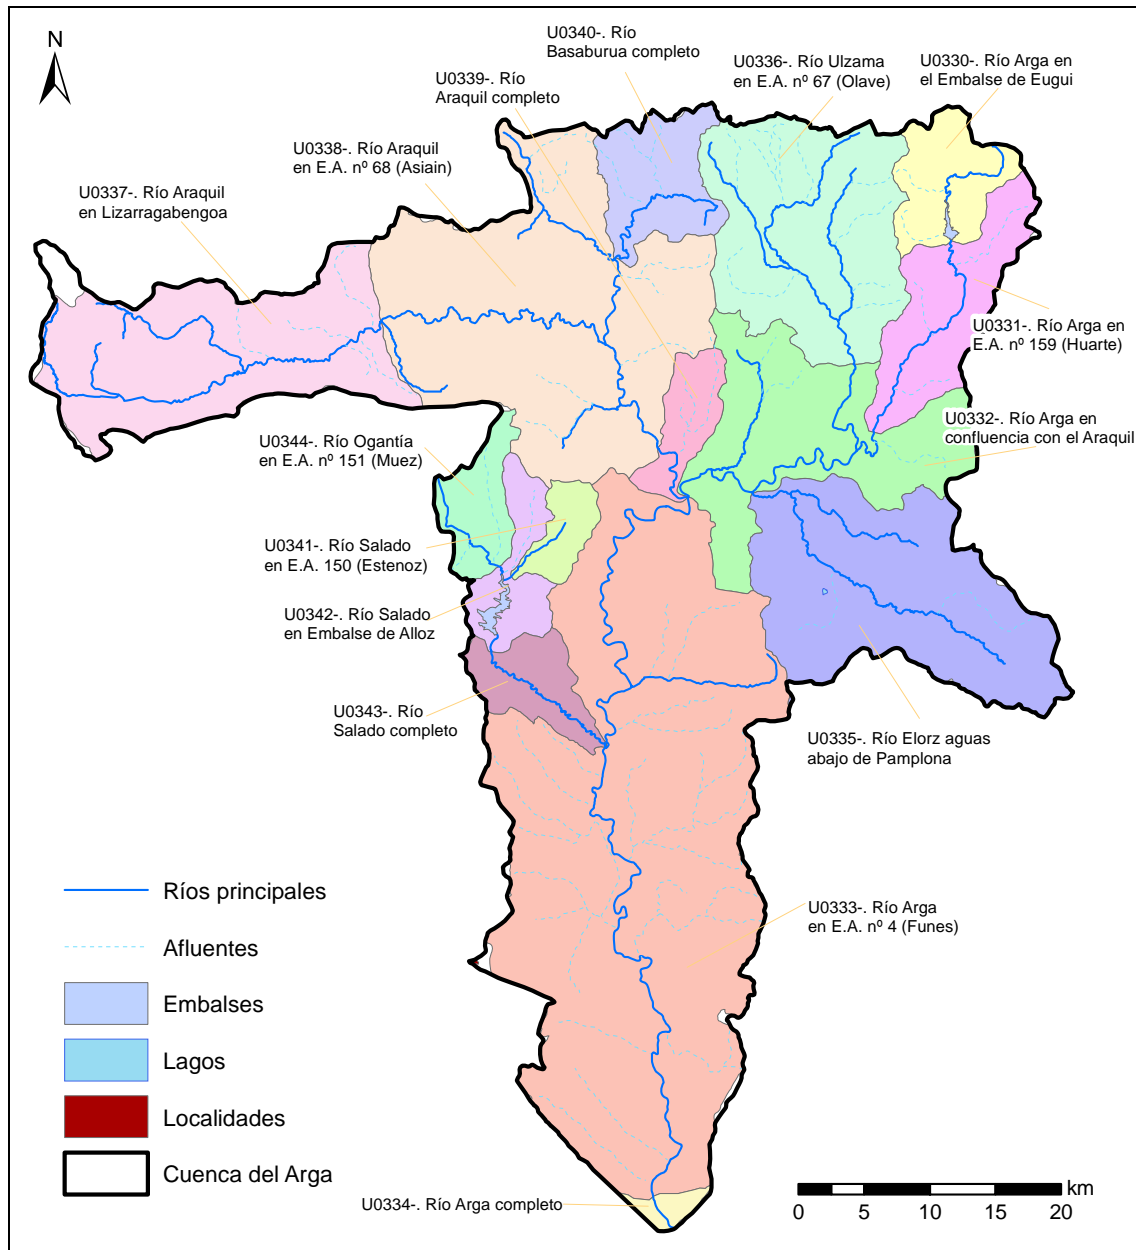 N
U0340-. Río
Basaburua completo
U0336-. Río Ulzama
en E.A. nº 67 (Olave)
U0330-. Río Arga en
el Embalse de Eugui
U0339-. Río
Araquil completo
U0338-. Río Araquil
en E.A. nº 68 (Asiain)
U0337-. Río Araquil
en Lizarragabengoa
U0331-. Río Arga en
E.A. nº 159 (Huarte)
U0332-. Río Arga en
confluencia con el Araquil
U0344-. Río Ogantía
en E.A. nº 151 (Muez)
U0341-. Río Salado
en E.A. 150 (Estenoz)
U0342-. Río Salado
en Embalse de Alloz
U0343-. Río
Salado completo
U0335-. Río Elorz aguas
abajo de Pamplona
U0333-. Río Arga
en E.A. nº 4 (Funes)
U0334-. Río Arga completo
Ríos principales
Afluentes
Embalses
Lagos
Localidades
Cuenca del Arga
km
0 5 10 15 20